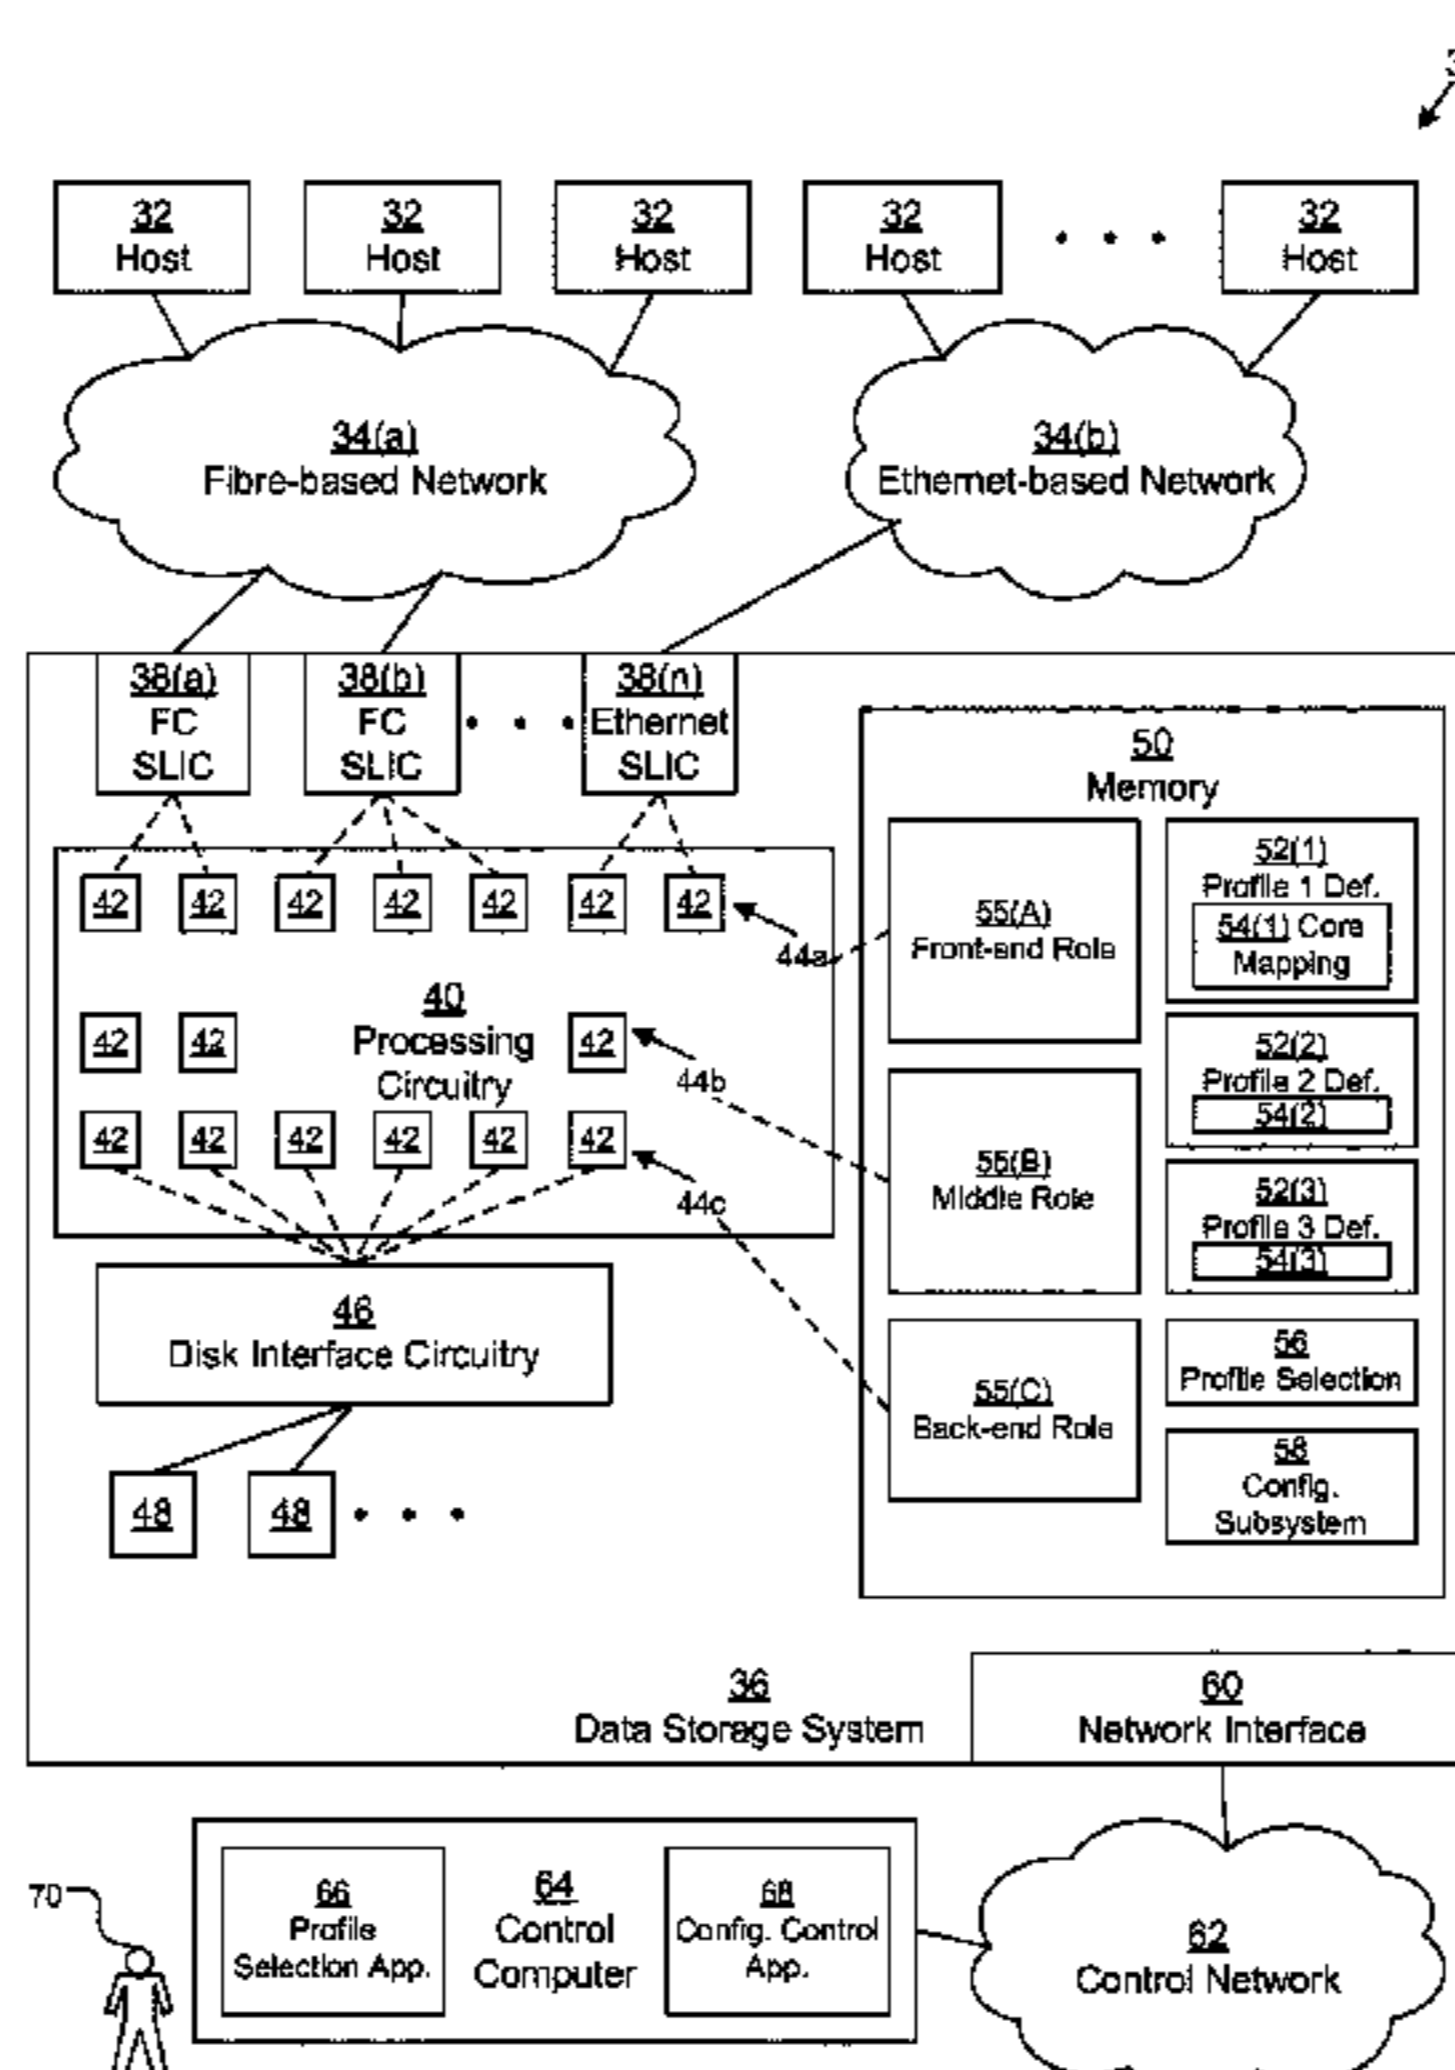 3
32 32 32 32 32
Host Host Host Host • • • Host
34(a) 34(b)
Fibre-based Network Ethernet-based Network
38(a) 38(b) 38(n)
FC FC • • • Ethernet
SLIC SLIC SLIC
50
Memory
42 42 42 42 42 42 42
44a
55(A)
Front-end Role
52(1)
Profile 1 Def.
54(1) Core
Mapping
40
Processing
Circuitry
42 42 42
44b
52(2)
Profile 2 Def.
54(2)
42 42 42 42 42 42
44c
55(B)
Middle Role
52(3)
Profile 3 Def.
54(3)
46
Disk Interface Circuitry
56
Profile Selection
55(C)
Back-end Role
58
Config.
Subsystem
48 48 • • •
36
Data Storage System
60
Network Interface
70
66
Profile
Selection App.
64
Control
Computer
68
Config. Control
App.
62
Control Network